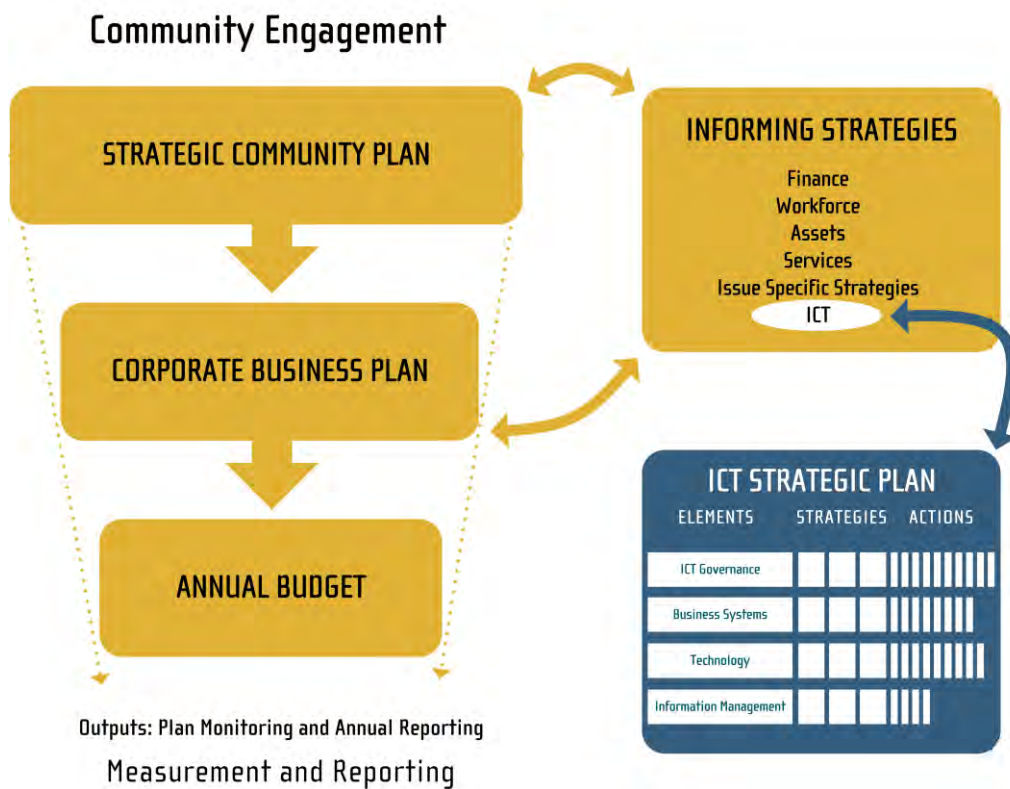 Community Engagement
STRATEGIC COMMUNITY PLAN
CORPORATE BUSINESS PLAN
ANNUAL BUDGET
Outputs: Plan Monitoring and Annual Reporting
Measurement and Reporting
INFORMING STRATEGIES
Finance
Workforce
Assets
Services
Issue Specific Strategies
ICT
ICT STRATEGIC PLAN
ELEMENTS STRATEGIES ACTIONS
ICT Governance
Business Systems
Technology
Information Management